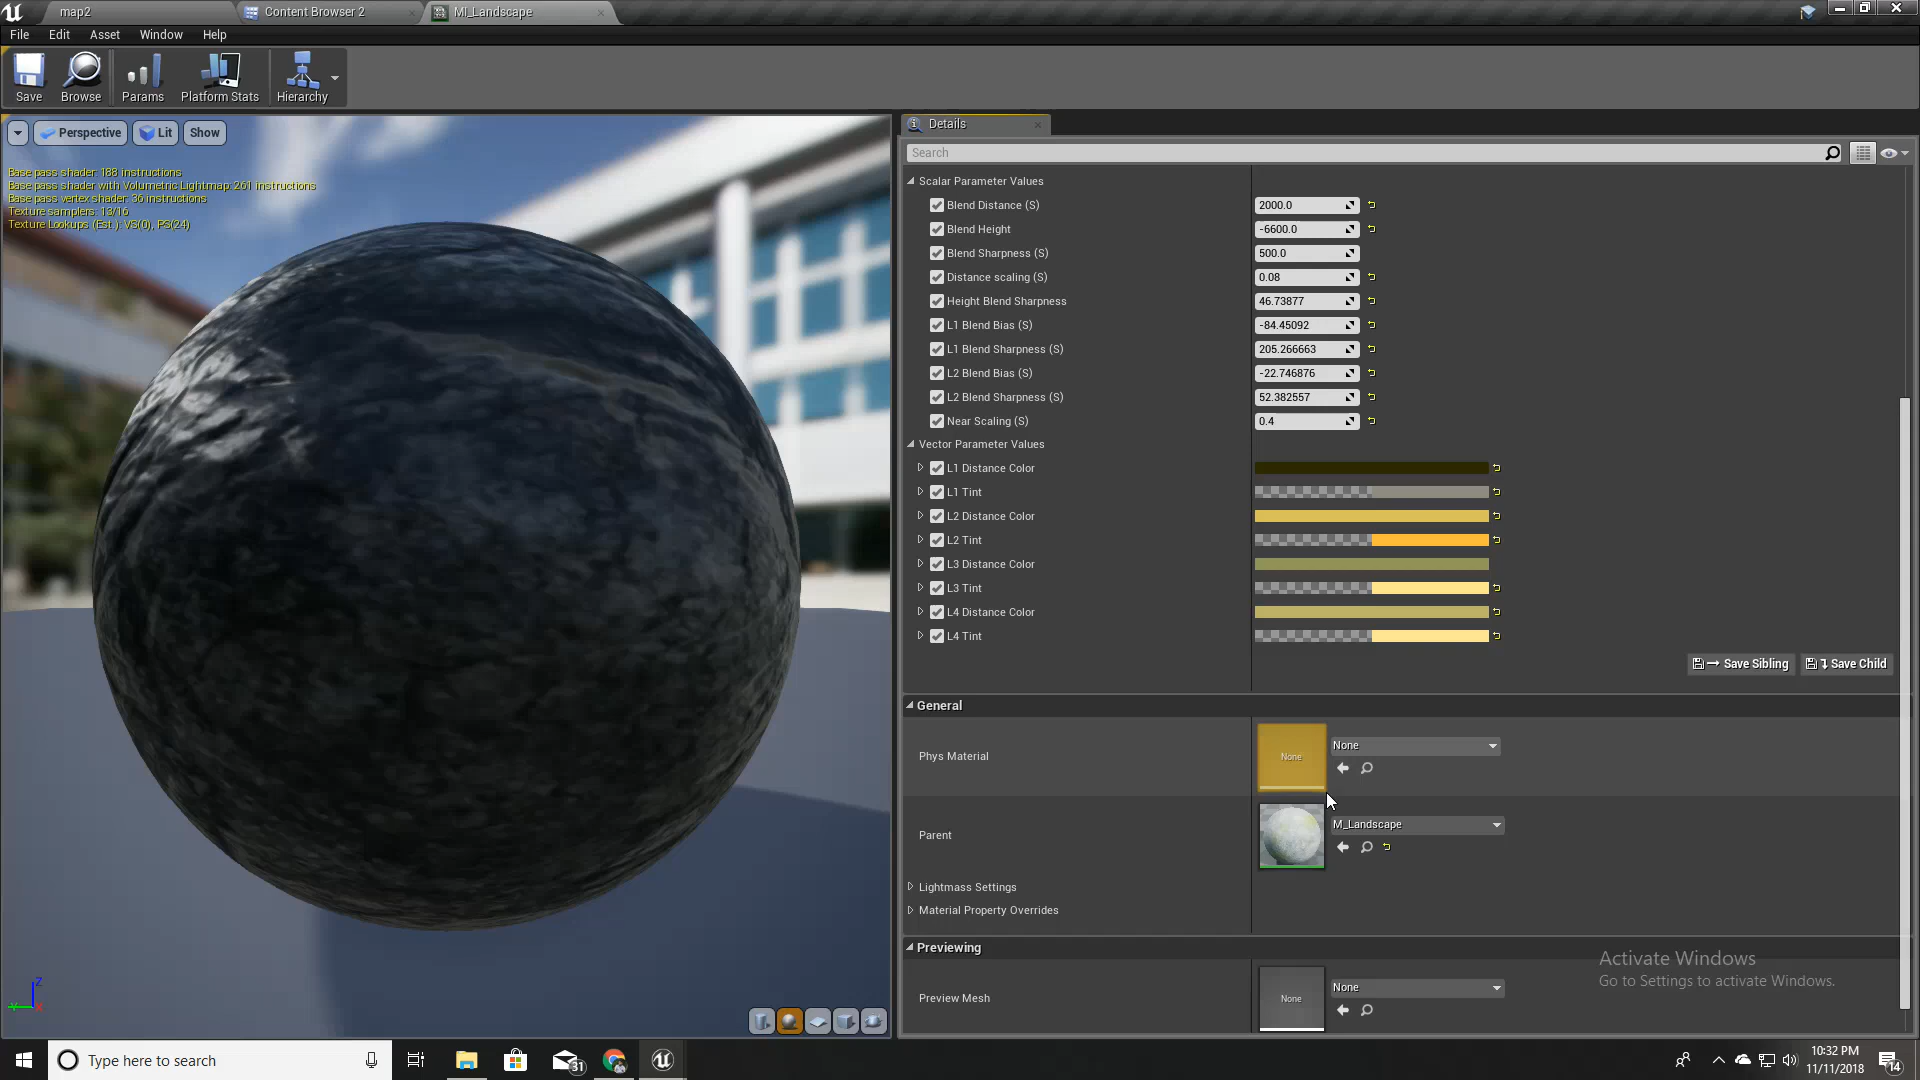 map2
Content Browser 2
MI_Landscape
File
Edit
Asset
Window
Help
Save
Browse
Params
Platform Stats
Hierarchy
Perspective
Lit
Show
Base pass shader: 188 instructions
Base pass shader with Volumetric Lightmap: 261 instructions
Base pass vertex shader: 36 instructions
Texture samplers: 13/16
Texture Lookups (Est.): VS(0), PS(24)
Details
Search
Scalar Parameter Values
Blend Distance (S) 2000.0
Blend Height -6600.0
Blend Sharpness (S) 500.0
Distance scaling (S) 0.08
Height Blend Sharpness 46.73877
L1 Blend Bias (S) -84.45092
L1 Blend Sharpness (S) 205.266663
L2 Blend Bias (S) -22.746876
L2 Blend Sharpness (S) 52.382557
Near Scaling (S) 0.4
Vector Parameter Values
L1 Distance Color
L1 Tint
L2 Distance Color
L2 Tint
L3 Distance Color
L3 Tint
L4 Distance Color
L4 Tint
Save Sibling
Save Child
General
Phys Material
None
None
Parent
M_Landscape
Lightmass Settings
Material Property Overrides
Previewing
Preview Mesh
None
None
Activate Windows
Go to Settings to activate Windows.
Z
Y
X
Type here to search
31
10:32 PM
11/11/2018
14